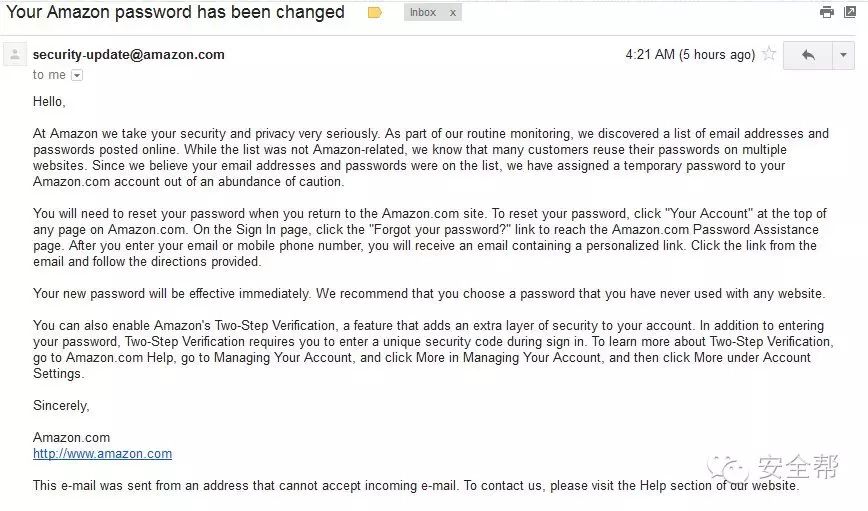 Your Amazon password has been changed
Inbox x
security-update@amazon.com
4:21 AM (5 hours ago)
to me
Hello,
At Amazon we take your security and privacy very seriously. As part of our routine monitoring, we discovered a list of email addresses and
passwords posted online. While the list was not Amazon-related, we know that many customers reuse their passwords on multiple
websites. Since we believe your email addresses and passwords were on the list, we have assigned a temporary password to your
Amazon.com account out of an abundance of caution.
You will need to reset your password when you return to the Amazon.com site. To reset your password, click "Your Account" at the top of
any page on Amazon.com. On the Sign In page, click the "Forgot your password?" link to reach the Amazon.com Password Assistance
page. After you enter your email or mobile phone number, you will receive an email containing a personalized link. Click the link from the
email and follow the directions provided.
Your new password will be effective immediately. We recommend that you choose a password that you have never used with any website.
You can also enable Amazon's Two-Step Verification, a feature that adds an extra layer of security to your account. In addition to entering
your password, Two-Step Verification requires you to enter a unique security code during sign in. To learn more about Two-Step Verification,
go to Amazon.com Help, go to Managing Your Account, and click More in Managing Your Account, and then click More under Account
Settings.
Sincerely,
Amazon.com
http://www.amazon.com
安全帮
This e-mail was sent from an address that cannot accept incoming e-mail. To contact us, please visit the Help section of our website.